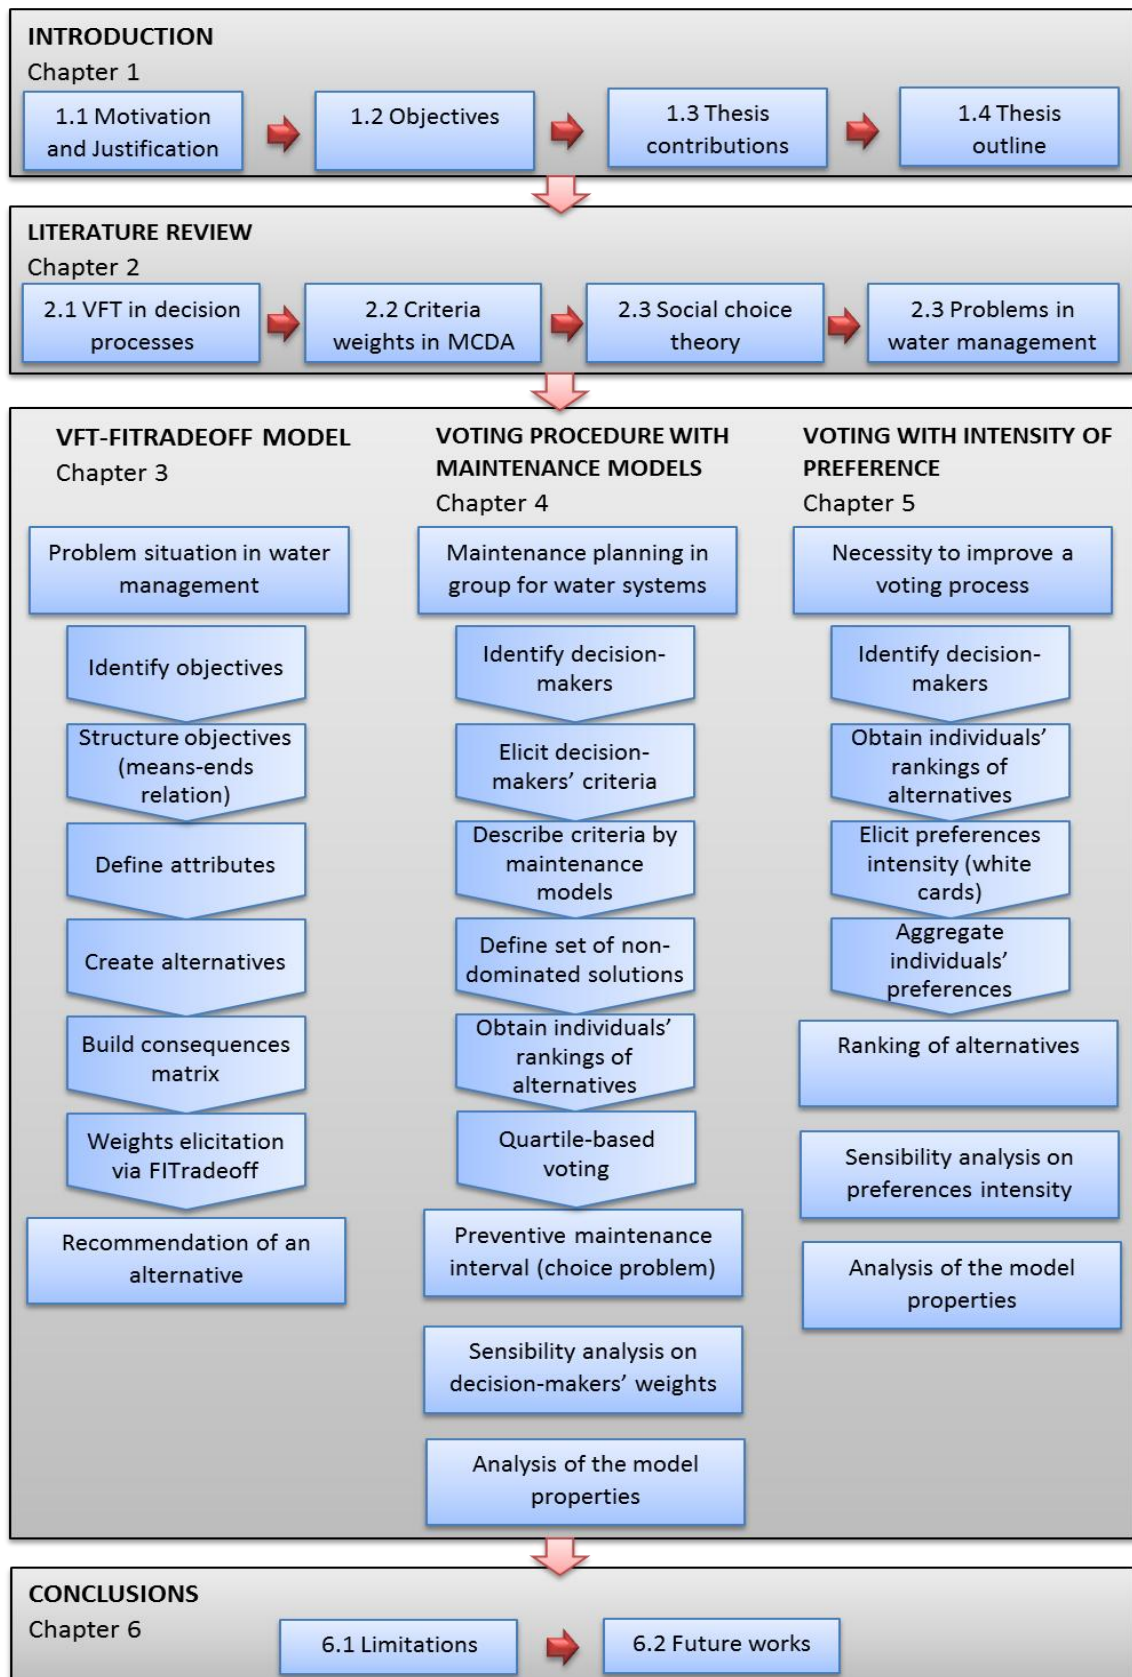 INTRODUCTION
Chapter 1
1.1 Motivation
and Justification
1.2 Objectives
1.3 Thesis
contributions
1.4 Thesis
outline
LITERATURE REVIEW
Chapter 2
2.1 VFT in decision
processes
2.2 Criteria
weights in MCDA
2.3 Social choice
theory
2.3 Problems in
water management
VFT-FITRADEOFF MODEL
Chapter 3
Problem situation in water
management
Identify objectives
Structure objectives
(means-ends
relation)
Define attributes
Create alternatives
Build consequences
matrix
Weights elicitation
via FITradeoff
Recommendation of an
alternative
VOTING PROCEDURE WITH
MAINTENANCE MODELS
Chapter 4
Maintenance planning in
group for water systems
Identify decision-
makers
Elicit decision-
makers’ criteria
Describe criteria by
maintenance
models
Define set of non-
dominated solutions
Obtain individuals’
rankings of
alternatives
Quartile-based
voting
Preventive maintenance
interval (choice problem)
Sensibility analysis on
decision-makers’ weights
Analysis of the model
properties
VOTING WITH INTENSITY OF
PREFERENCE
Chapter 5
Necessity to improve a
voting process
Identify decision-
makers
Obtain individuals’
rankings of
alternatives
Elicit preferences
intensity (white
cards)
Aggregate
individuals’
preferences
Ranking of alternatives
Sensibility analysis on
preferences intensity
Analysis of the model
properties
CONCLUSIONS
Chapter 6
6.1 Limitations
6.2 Future works